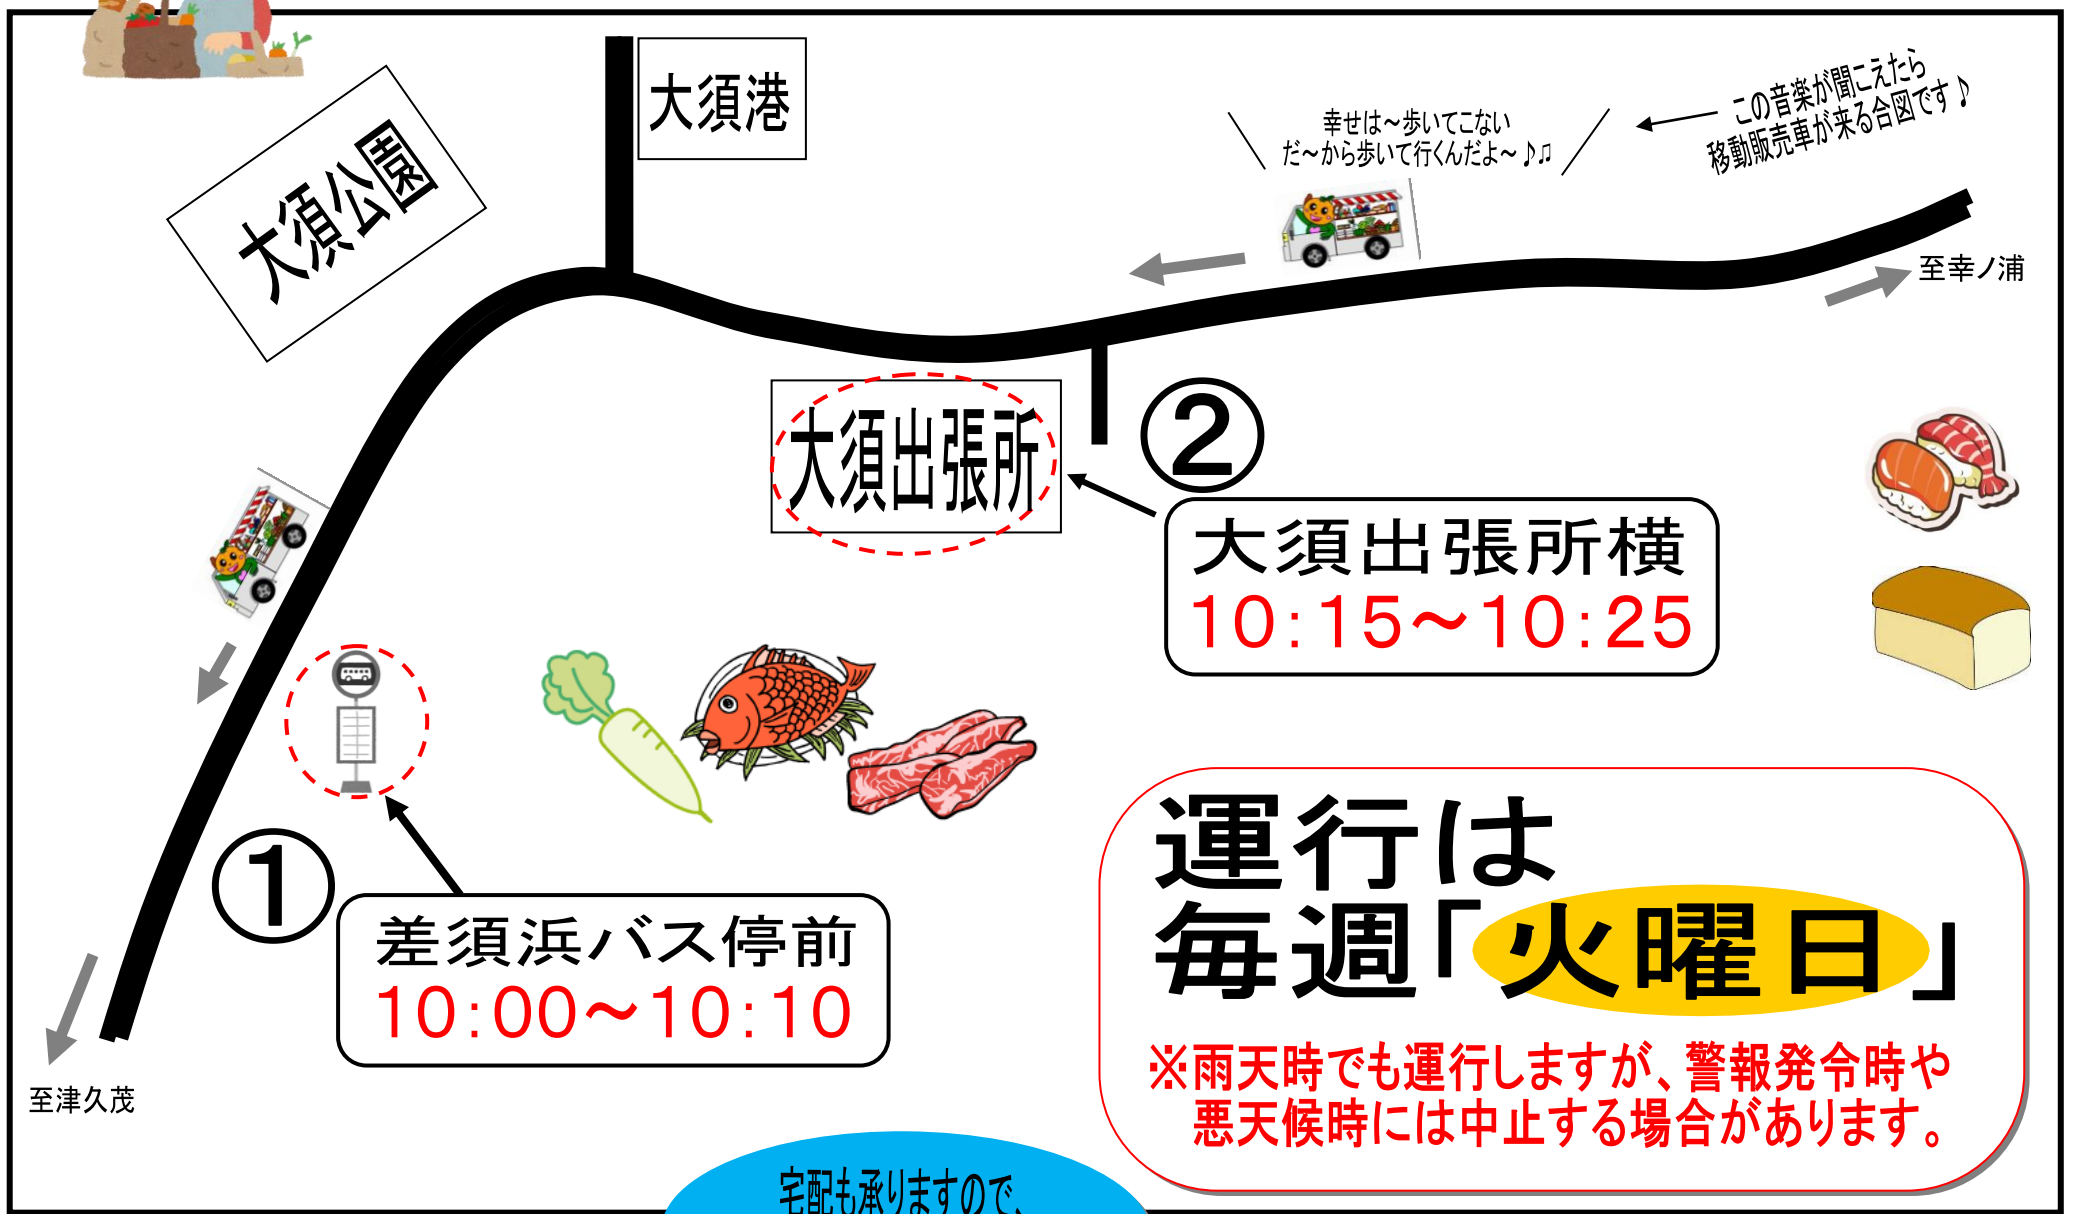 大須港
大須公園
幸せは～歩いてこない
だ～から歩いて行くんだよ～♪♫
この音楽が聞こえたら
移動販売車が来る合図です♪
至幸ノ浦
大須出張所
②
大須出張所横
10:15～10:25
①
差須浜バス停前
10:00～10:10
至津久茂
運行は
毎週「火曜日」
※雨天時でも運行しますが、警報発令時や
悪天候時には中止する場合があります。
宅配も承りますので、